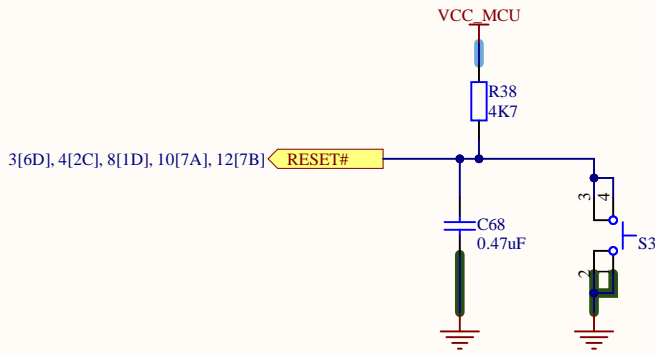 VCC_MCU
R38
4K7
3[6D], 4[2C], 8[1D], 10[7A], 12[7B] RESET#
3 4
C68
0.47uF
S3
2